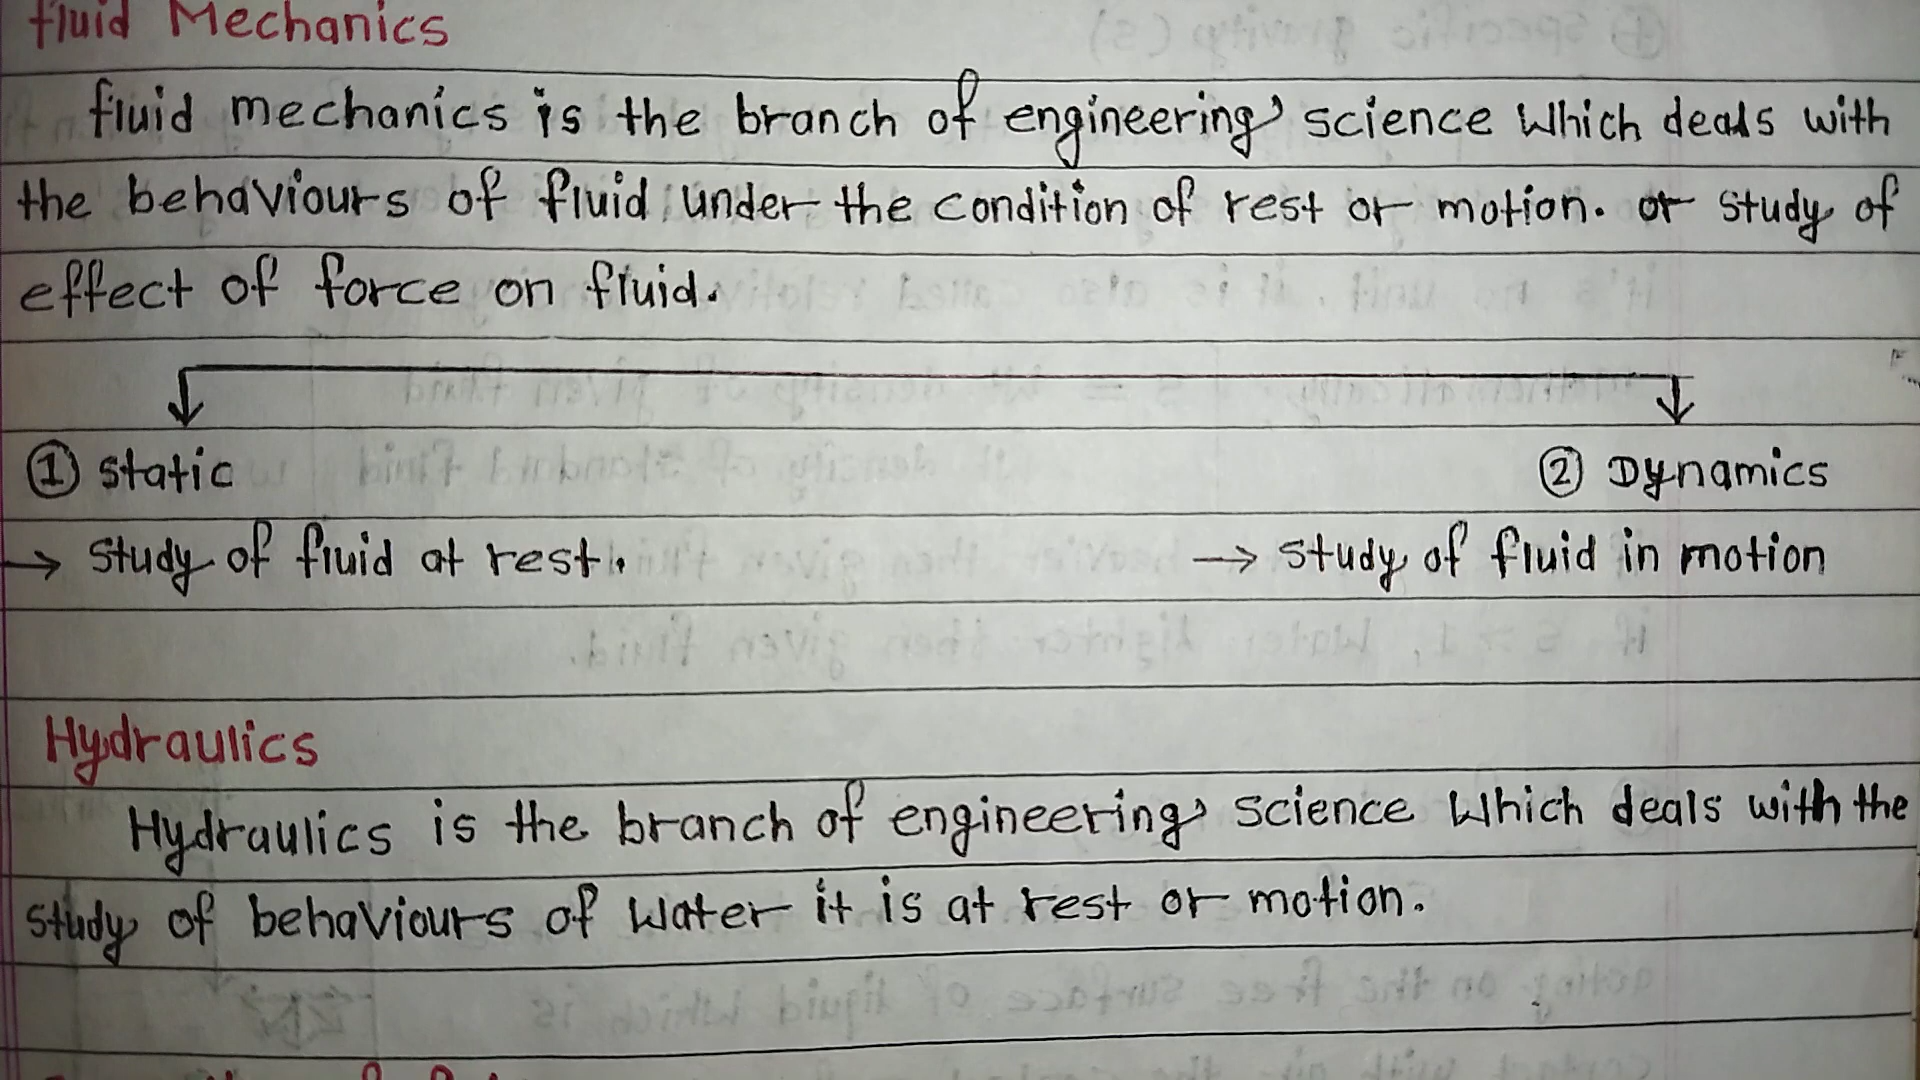 fluid Mechanics
fluid mechanics is the branch of engineering science Which deals with
the behaviours of fluid under the condition of rest or motion. or study of
effect of force on fluid.
① static ② Dynamics
→ study of fluid at rest. → study of fluid in motion
Hydraulics
Hydraulics is the branch of engineering science Which deals with the
study of behaviours of Water it is at rest or motion.